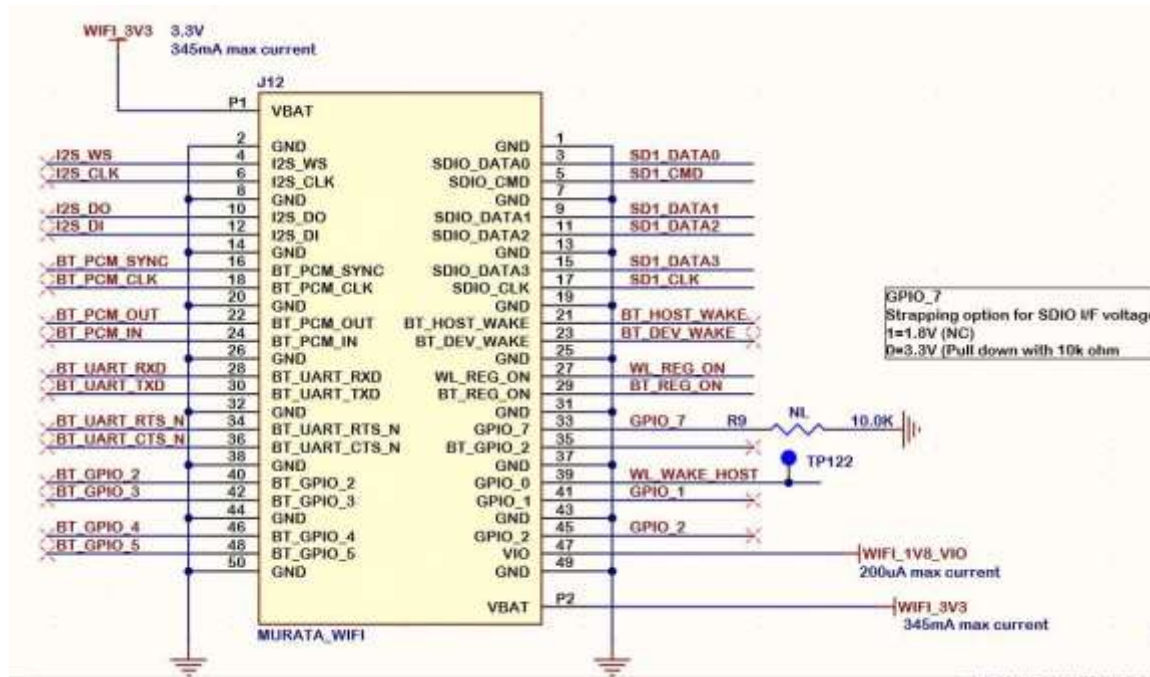 WIFI_3V3 3.3V
345mA max current
J12
P1 VBAT
2 GND GND 1
I2S_WS 4 I2S_WS SDIO_DATA0 3 SD1_DATA0
I2S_CLK 6 I2S_CLK SDIO_CMD 5 SD1_CMD
8 GND GND 7
I2S_DO 10 I2S_DO SDIO_DATA1 9 SD1_DATA1
I2S_DI 12 I2S_DI SDIO_DATA2 11 SD1_DATA2
14 GND GND 13
BT_PCM_SYNC 16 BT_PCM_SYNC SDIO_DATA3 15 SD1_DATA3
BT_PCM_CLK 18 BT_PCM_CLK SDIO_CLK 17 SD1_CLK
20 GND GND 19
BT_PCM_OUT 22 BT_PCM_OUT BT_HOST_WAKE 21 BT_HOST_WAKE
BT_PCM_IN 24 BT_PCM_IN BT_DEV_WAKE 23 BT_DEV_WAKE
26 GND GND 25
BT_UART_RXD 28 BT_UART_RXD WL_REG_ON 27 WL_REG_ON
BT_UART_TXD 30 BT_UART_TXD BT_REG_ON 29 BT_REG_ON
32 GND GND 31
BT_UART_RTS_N 34 BT_UART_RTS_N GPIO_7 33 GPIO_7 R9 NL 10.0K
BT_UART_CTS_N 36 BT_UART_CTS_N BT_GPIO_2 35
38 GND GND 37 TP122
BT_GPIO_2 40 BT_GPIO_2 GPIO_0 39 WL_WAKE_HOST
BT_GPIO_3 42 BT_GPIO_3 GPIO_1 41 GPIO_1
44 GND GND 43
BT_GPIO_4 46 BT_GPIO_4 GPIO_2 45 GPIO_2
BT_GPIO_5 48 BT_GPIO_5 VIO 47 WIFI_1V8_VIO
200uA max current
50 GND GND 49
VBAT P2 WIFI_3V3
345mA max current
MURATA_WIFI
GPIO_7
Strapping option for SDIO I/F voltage
1=1.8V (NC)
0=3.3V (Pull down with 10k ohm